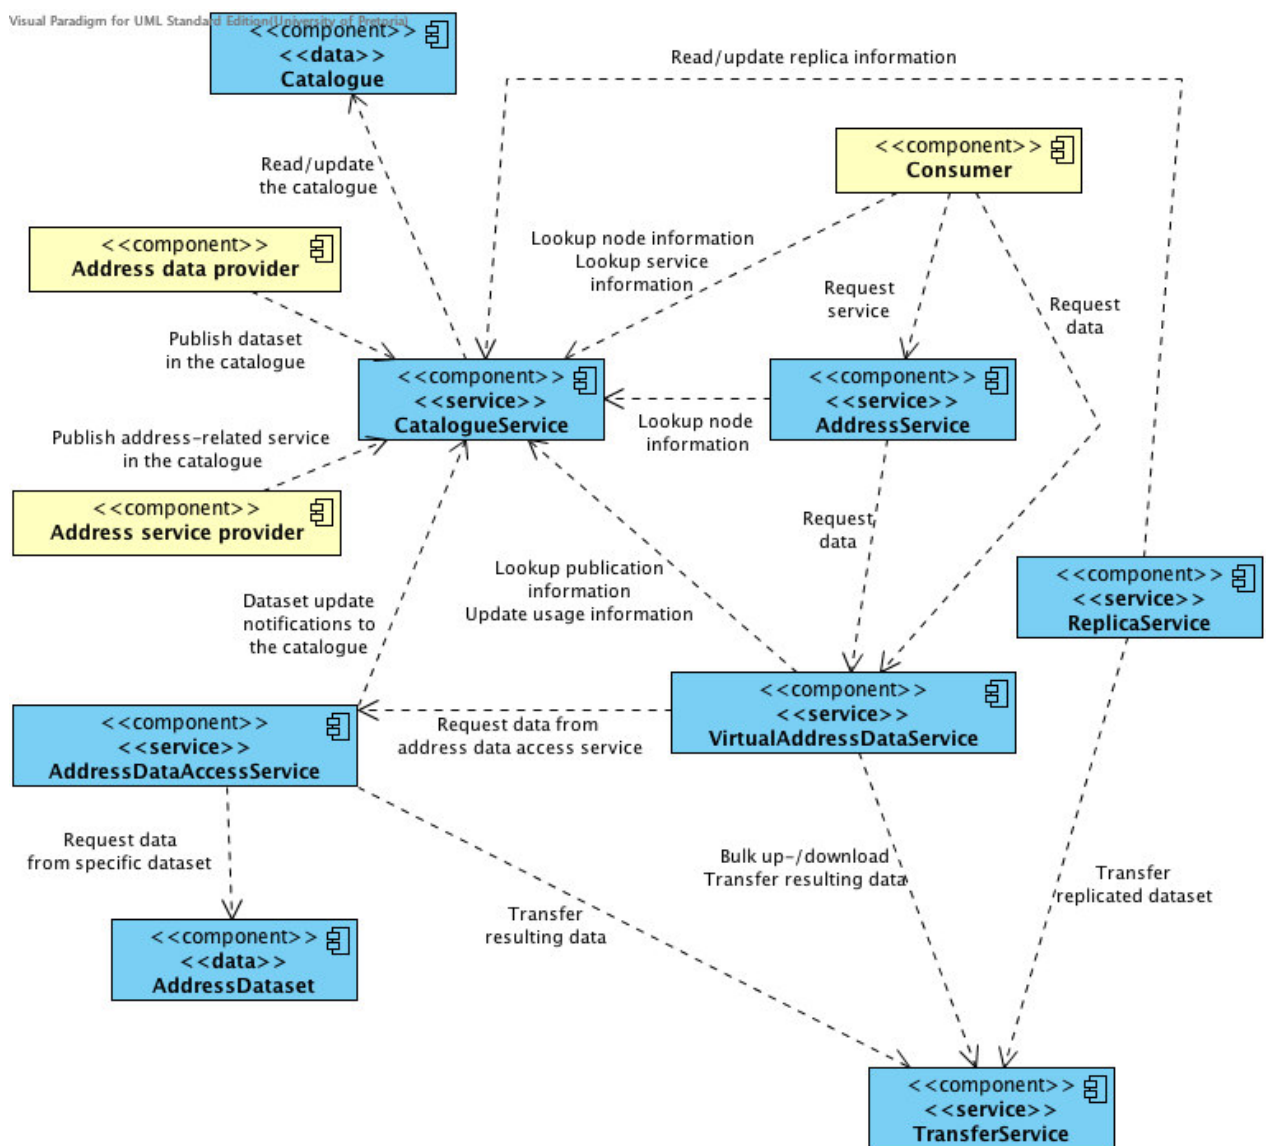 Visual Paradigm for UML Standard Edition(University of Pretoria)
<<component>>
<<data>>
Catalogue
Read/update replica information
<<component>>
Consumer
Read/update
the catalogue
<<component>>
Address data provider
Lookup node information
Lookup service
information
Request
service
Request
data
Publish dataset
in the catalogue
<<component>>
<<service>>
CatalogueService
<<component>>
<<service>>
AddressService
Lookup node
information
Publish address-related service
in the catalogue
<<component>>
Address service provider
Request
data
Lookup publication
information
Update usage information
<<component>>
<<service>>
ReplicaService
Dataset update
notifications to
the catalogue
<<component>>
<<service>>
VirtualAddressDataService
<<component>>
<<service>>
AddressDataAccessService
Request data from
address data access service
Request data
from specific dataset
Bulk up-/download
Transfer resulting data
Transfer
replicated dataset
Transfer
resulting data
<<component>>
<<data>>
AddressDataset
<<component>>
<<service>>
TransferService